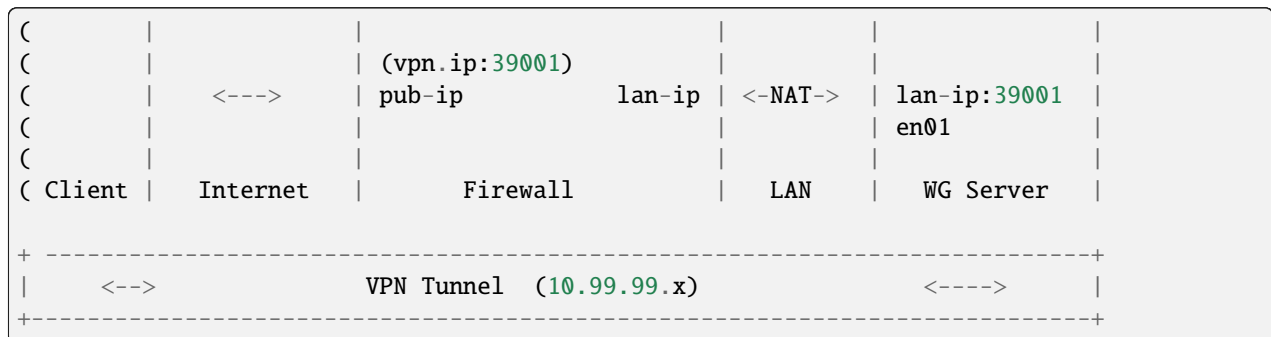 (        |               |                         |          |               |
(        |               | (vpn.ip:39001)          |          |               |
(        |    <--->      | pub-ip           lan-ip | <-NAT->  | lan-ip:39001  |
(        |               |                         |          | en01          |
(        |               |                         |          |               |
( Client |   Internet    |       Firewall          |   LAN    |   WG Server   |
+ ---------------------------------------------------------------------------+
|     <-->               VPN Tunnel  (10.99.99.x)                <---->      |
+----------------------------------------------------------------------------+